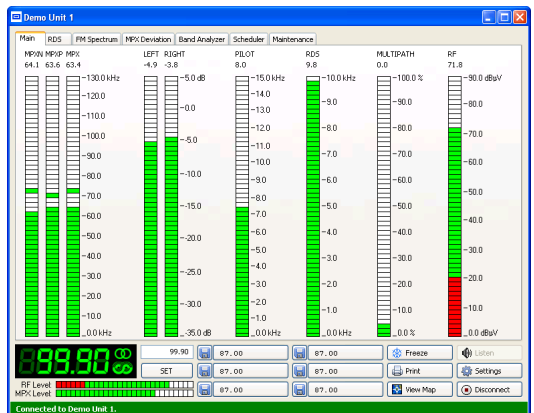 Demo Unit 1
Main RDS FM Spectrum MPX Deviation Band Analyzer Scheduler Maintenance
MPXN MPXP MPX LEFT RIGHT PILOT RDS MULTIPATH RF
64.1 63.6 63.4 -4.9 -3.8 8.0 9.8 0.0 71.8
130.0 kHz 5.0 dB 15.0 kHz 10.0 kHz 100.0 % 90.0 dBµV
120.0 14.0 9.0 90.0 80.0
110.0 0.0 13.0
100.0 -5.0 12.0 8.0 80.0 70.0
90.0 11.0 7.0 70.0 60.0
80.0 -10.0 10.0
70.0 9.0 6.0 60.0 50.0
60.0 -15.0 8.0 5.0 50.0
7.0 40.0
50.0 -20.0 6.0 4.0 40.0
40.0 5.0 30.0
30.0 -25.0 4.0 3.0 30.0 20.0
20.0 3.0 2.0 20.0
10.0 -30.0 2.0 1.0 10.0 10.0
1.0
0.0 kHz -35.0 dB 0.0 kHz 0.0 kHz 0.0 % 0.0 dBµV
99.90 99.90 87.00 87.00 Freeze Listen
SET 87.00 87.00 Print Settings
RF Level 87.00 87.00 View Map Disconnect
MPX Level
Connected to Demo Unit 1.